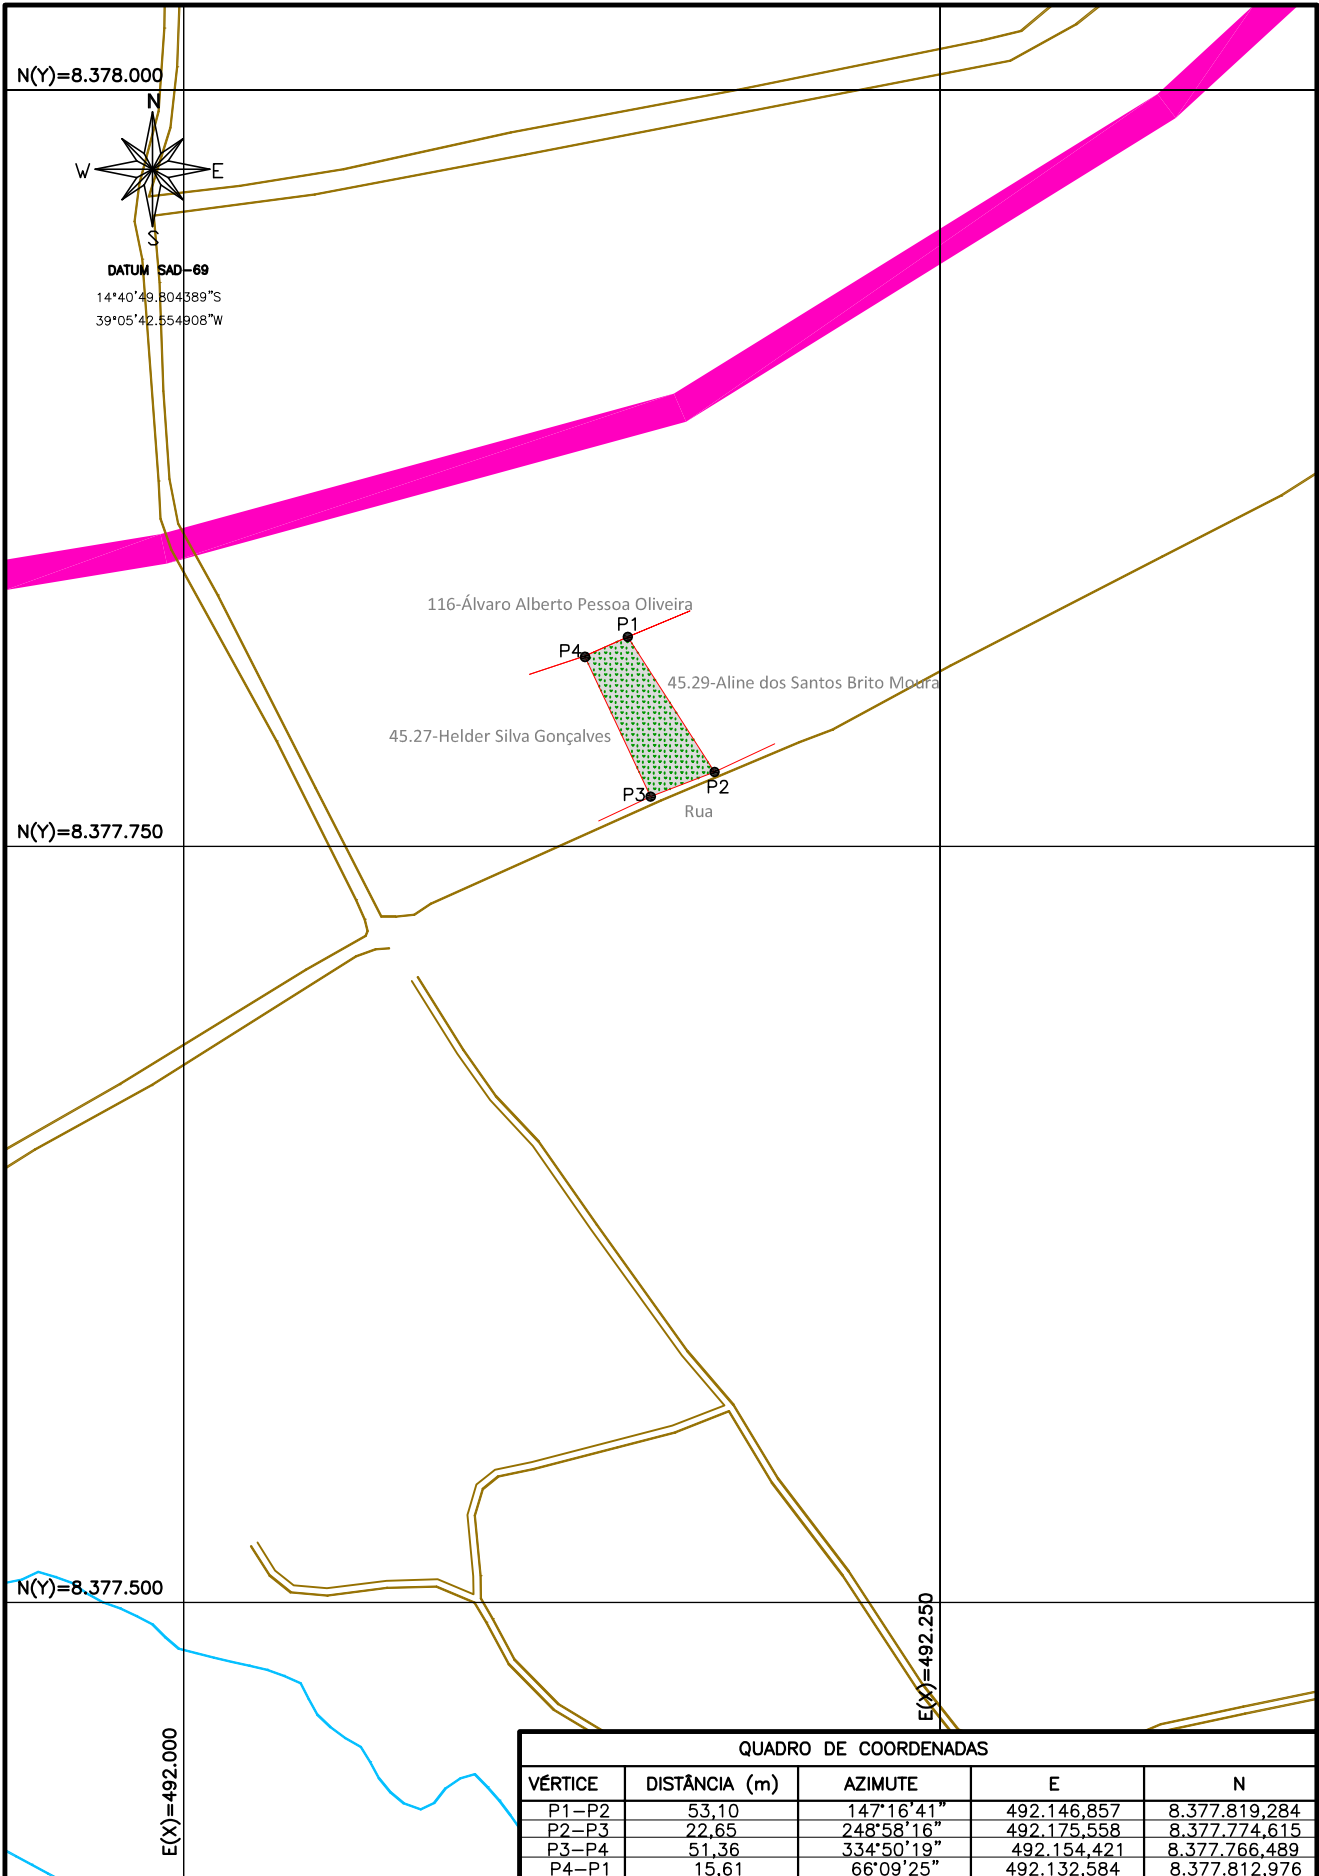 N(Y)=8.378.000
N
W E
S
DATUM SAD-69
14°40'49.804389"S
39°05'42.554908"W
116-Álvaro Alberto Pessoa Oliveira
P1
P4
45.29-Aline dos Santos Brito Moura
45.27-Helder Silva Gonçalves
P2
P3
Rua
N(Y)=8.377.750
N(Y)=8.377.500
E(X)=492.250
E(X)=492.000
QUADRO DE COORDENADAS
VÉRTICE DISTÂNCIA (m) AZIMUTE E N
P1-P2 53,10 147°16'41" 492.146,857 8.377.819,284
P2-P3 22,65 248°58'16" 492.175,558 8.377.774,615
P3-P4 51,36 334°50'19" 492.154,421 8.377.766,489
P4-P1 15,61 66°09'25" 492.132,584 8.377.812,976